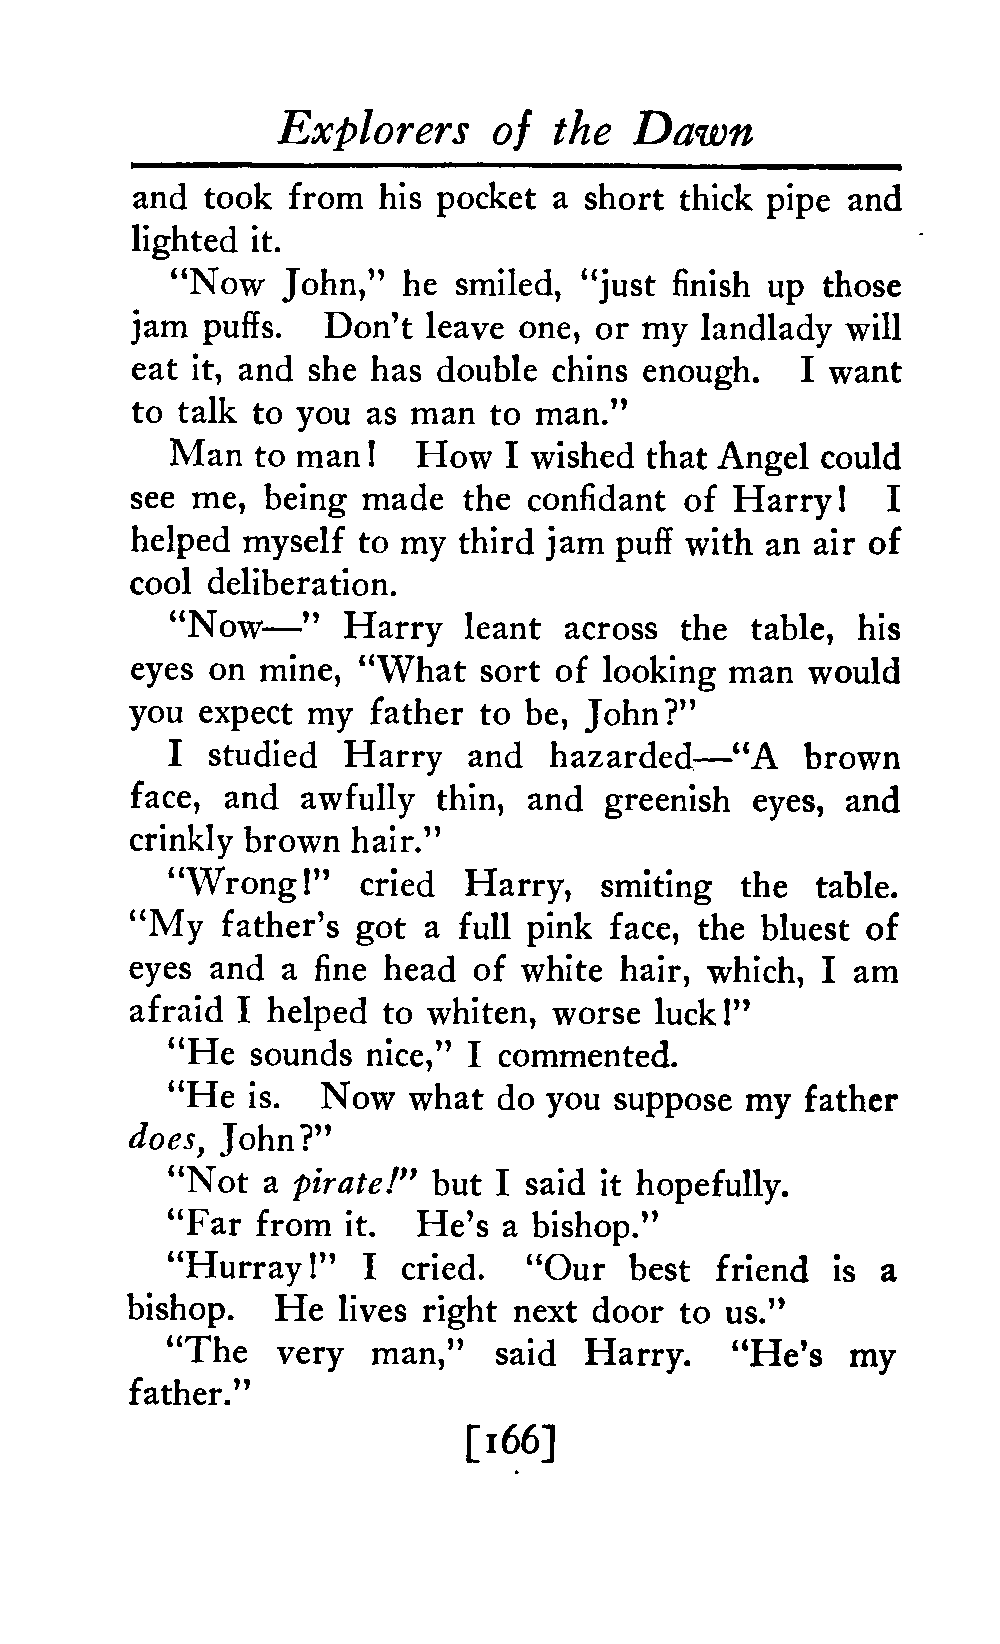 Explorers of the Dawn
and took from his pocket a short thick pipe and
lighted it.
“Now John,” he smiled, “just finish up those
jam puffs. Don’t leave one, or my landlady will
eat it, and she has double chins enough. I want
to talk to you as man to man.”
Man to man! How I wished that Angel could
see me, being made the confidant of Harry! I
helped myself to my third jam puff with an air of
cool deliberation.
“Now—” Harry leant across the table, his
eyes on mine, “What sort of looking man would
you expect my father to be, John?”
I studied Harry and hazarded—“A brown
face, and awfully thin, and greenish eyes, and
crinkly brown hair.”
“Wrong!” cried Harry, smiting the table.
“My father’s got a full pink face, the bluest of
eyes and a fine head of white hair, which, I am
afraid I helped to whiten, worse luck!”
“He sounds nice,” I commented.
“He is. Now what do you suppose my father
does, John?”
“Not a pirate!” but I said it hopefully.
“Far from it. He’s a bishop.”
“Hurray!” I cried. “Our best friend is a
bishop. He lives right next door to us.”
“The very man,” said Harry. “He’s my
father.”
[166]